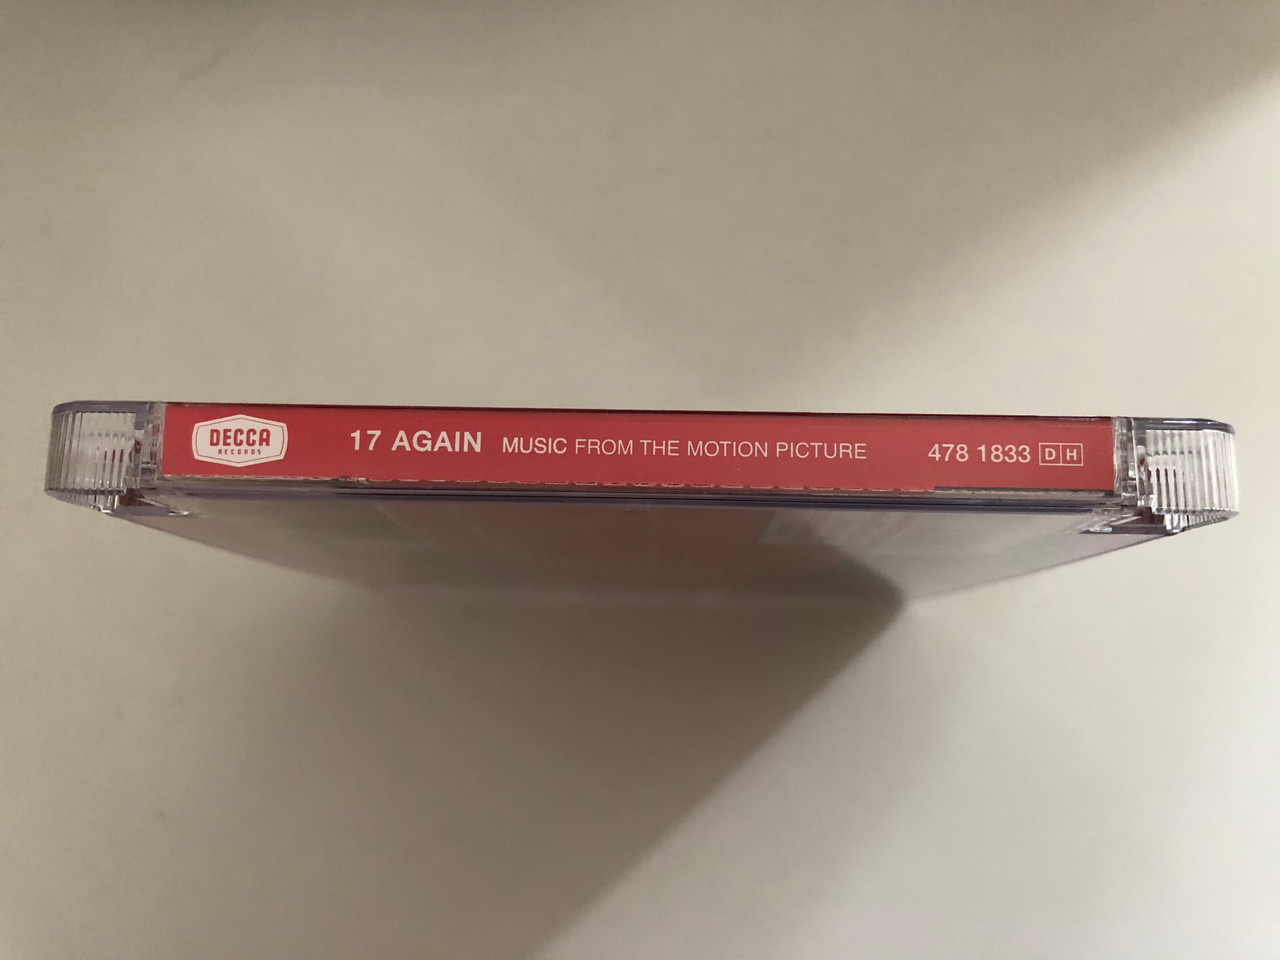 DECCA
RECORDS
17 AGAIN MUSIC FROM THE MOTION PICTURE 478 1833 D H